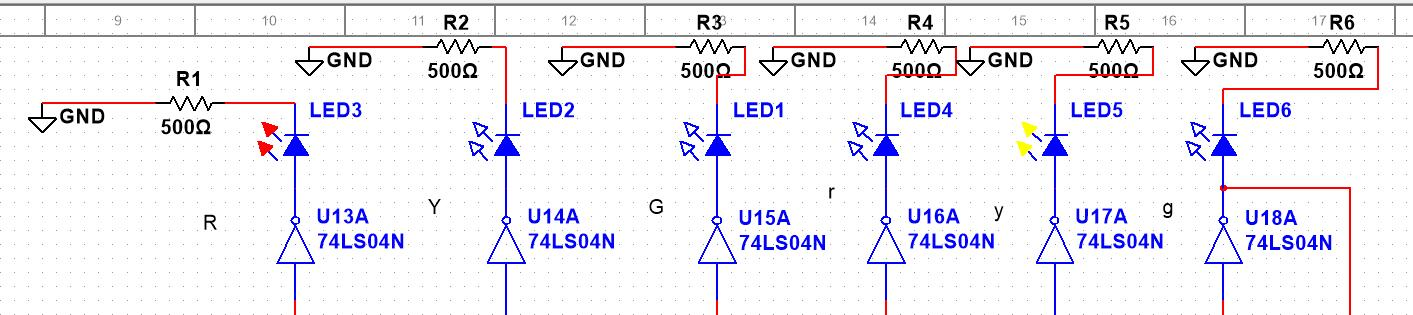 9 10 11 12 14 15 16 17
R2 R3 R4 R5 R6
GND GND GND GND GND
500Ω 500Ω 500Ω 500Ω 500Ω
R1
GND
500Ω
LED3 LED2 LED1 LED4 LED5 LED6
R Y G r y g
U13A U14A U15A U16A U17A U18A
74LS04N 74LS04N 74LS04N 74LS04N 74LS04N 74LS04N